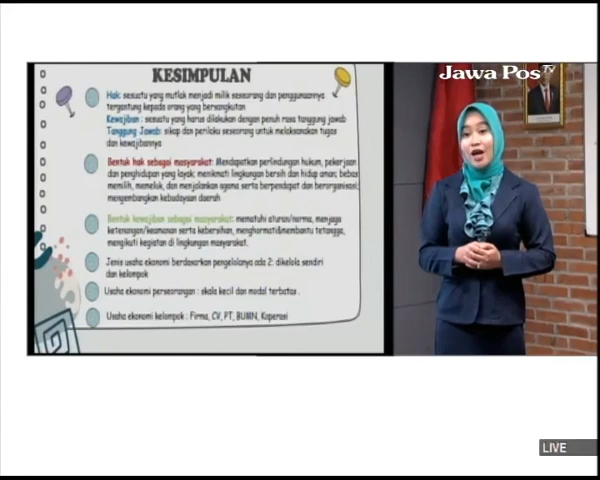 KESIMPULAN
Jawa Pos TV
Hak: sesuatu yang mutlak menjadi milik seseorang dan penggunaannya
tergantung kepada orang yang bersangkutan
Kewajiban : sesuatu yang harus dilakukan dengan penuh rasa tanggung jawab
Tanggung Jawab: sikap dan perilaku seseorang untuk melaksanakan tugas
dan kewajibannya
Bentuk hak sebagai masyarakat: Mendapatkan perlindungan hukum, pekerjaan
dan penghidupan yang layak; menikmati lingkungan bersih dan hidup aman; bebas
memilih, memeluk, dan menjalankan agama serta berpendapat dan berorganisasi;
mengembangkan kebudayaan daerah
Bentuk kewajiban sebagai masyarakat: mematuhi aturan/norma, menjaga
ketenangan/keamanan serta kebersihan, menghormati&membantu tetangga,
mengikuti kegiatan di lingkungan masyarakat.
Jenis usaha ekonomi berdasarkan pengelolanya ada 2: dikelola sendiri
dan kelompok
Usaha ekonomi perseorangan : skala kecil dan modal terbatas .
Usaha ekonomi kelompok : Firma, CV, PT, BUMN, Koperasi
LIVE